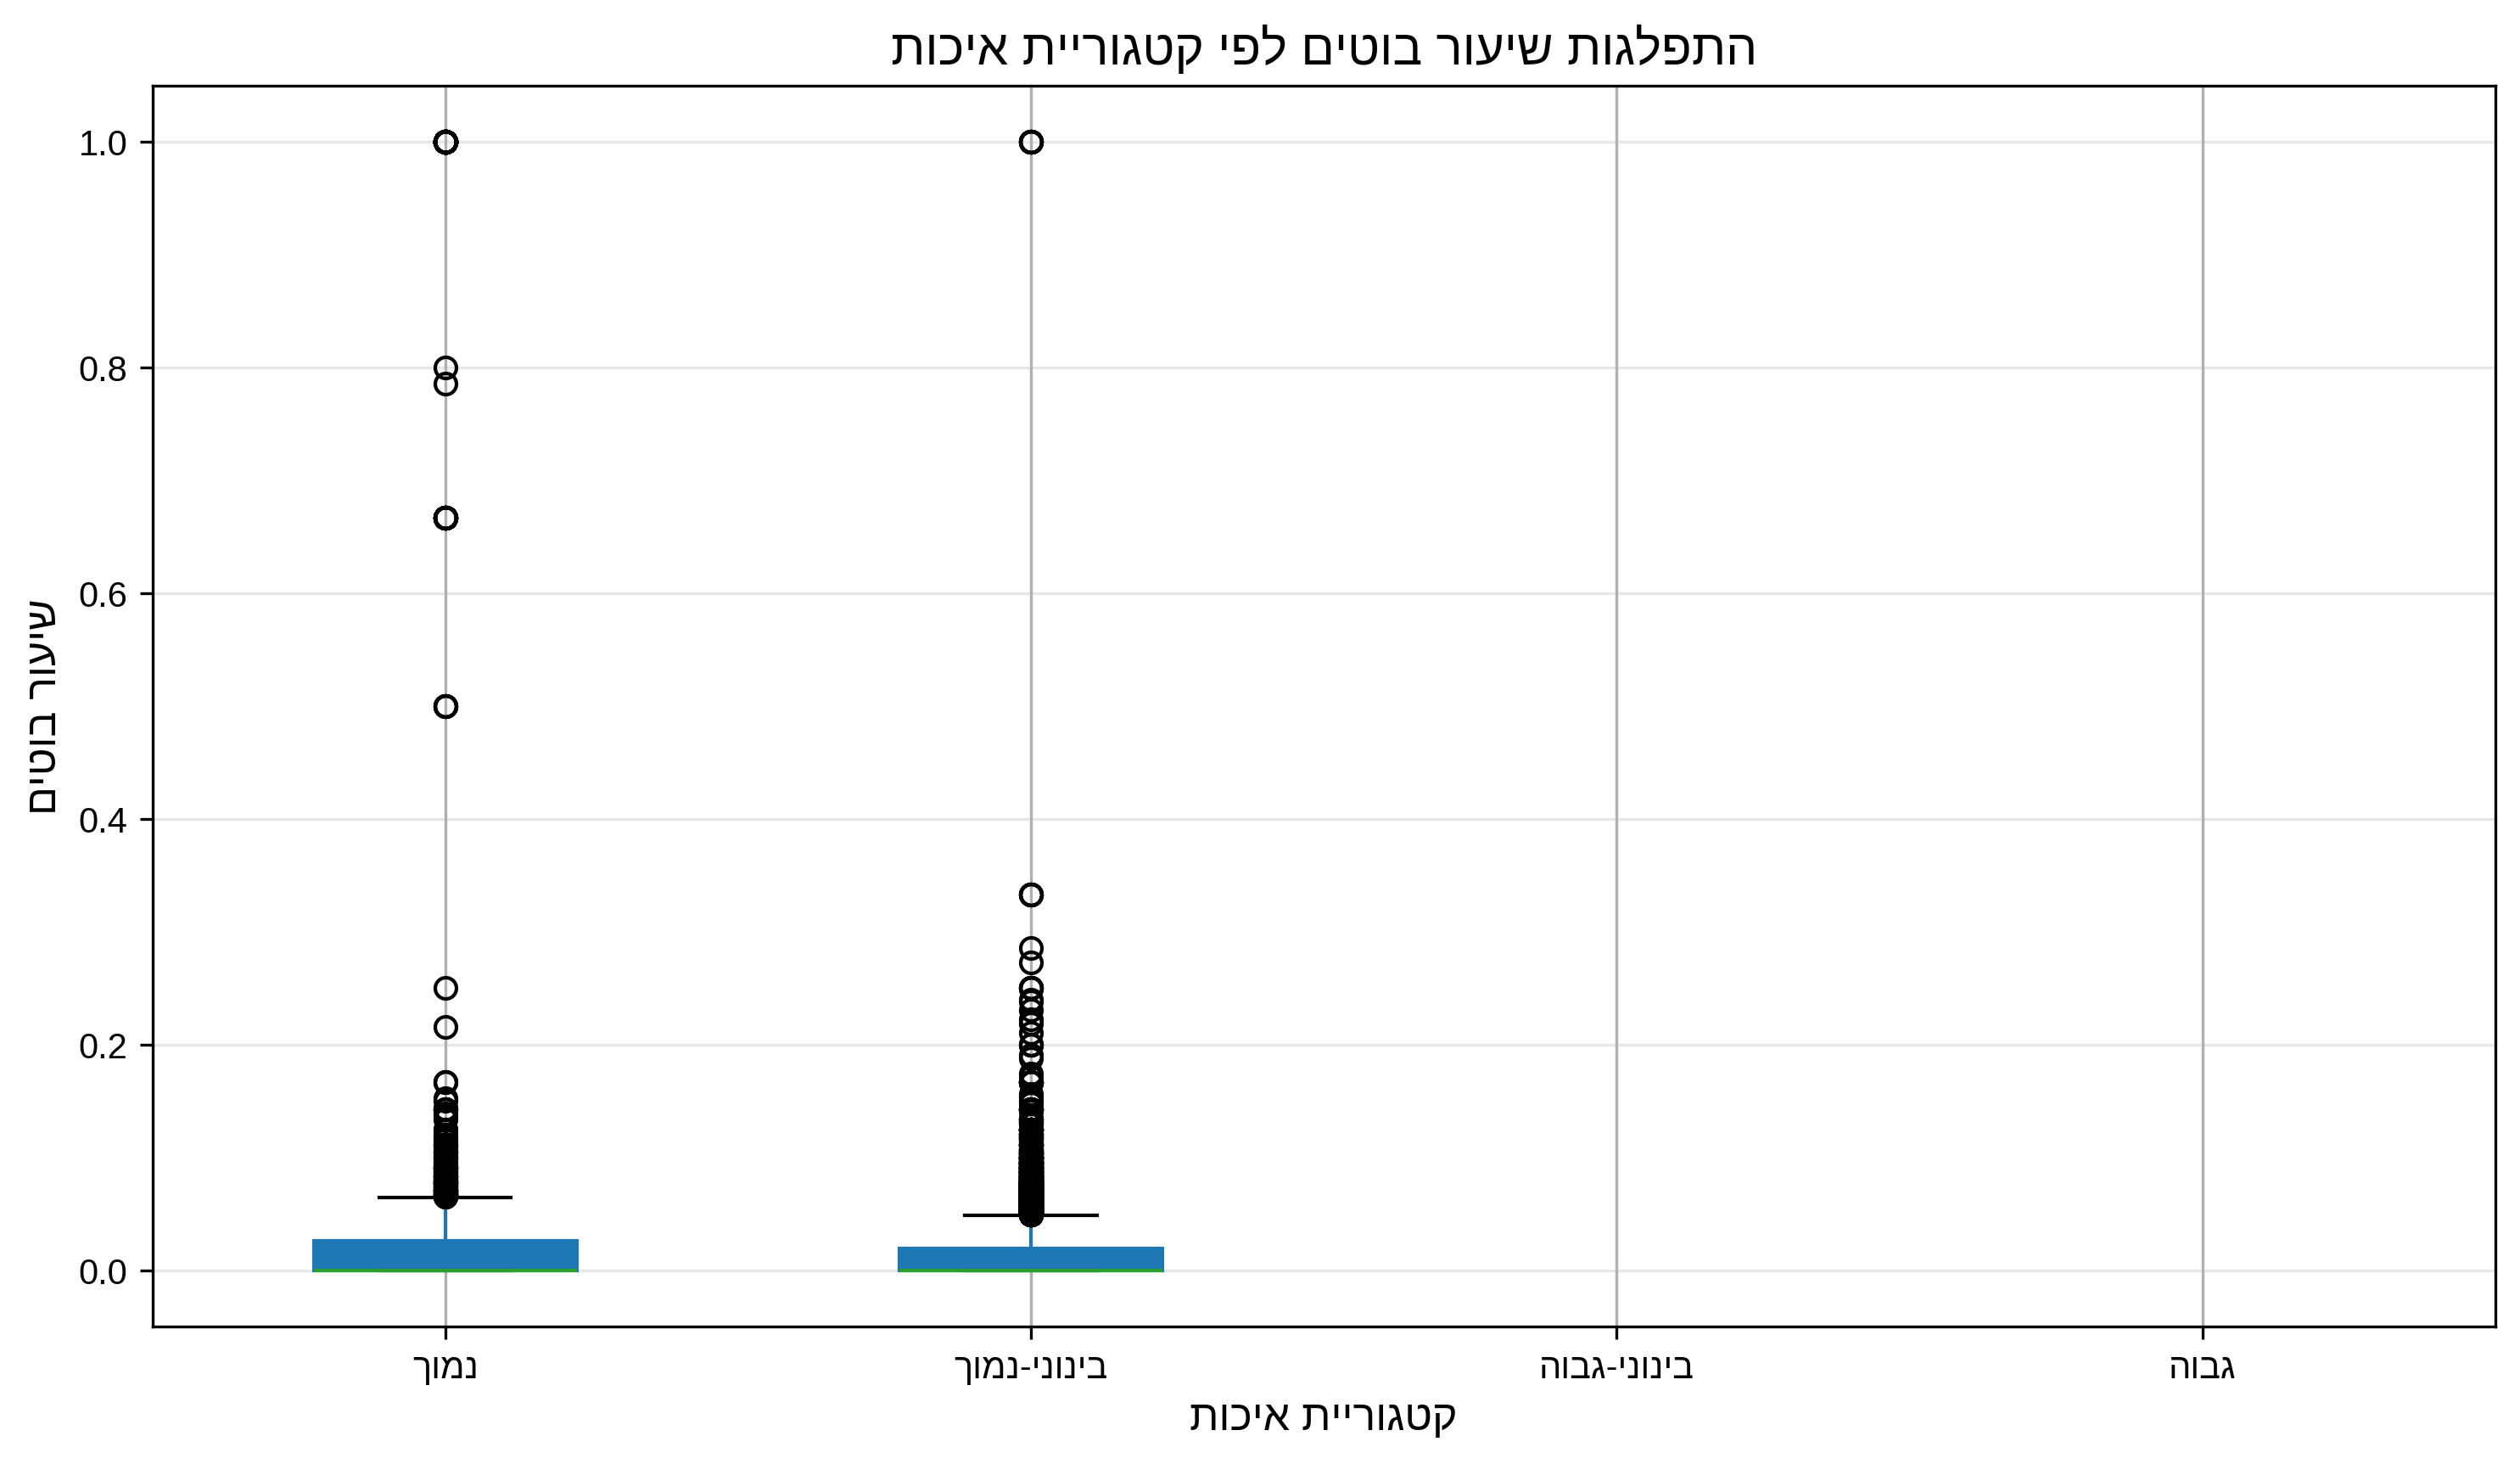 התפלגות שיעור בוטים לפי קטגוריית איכות
שיעור בוטים
1.0
0.8
0.6
0.4
0.2
0.0
נמוך
בינוני-נמוך
בינוני-גבוה
גבוה
קטגוריית איכות